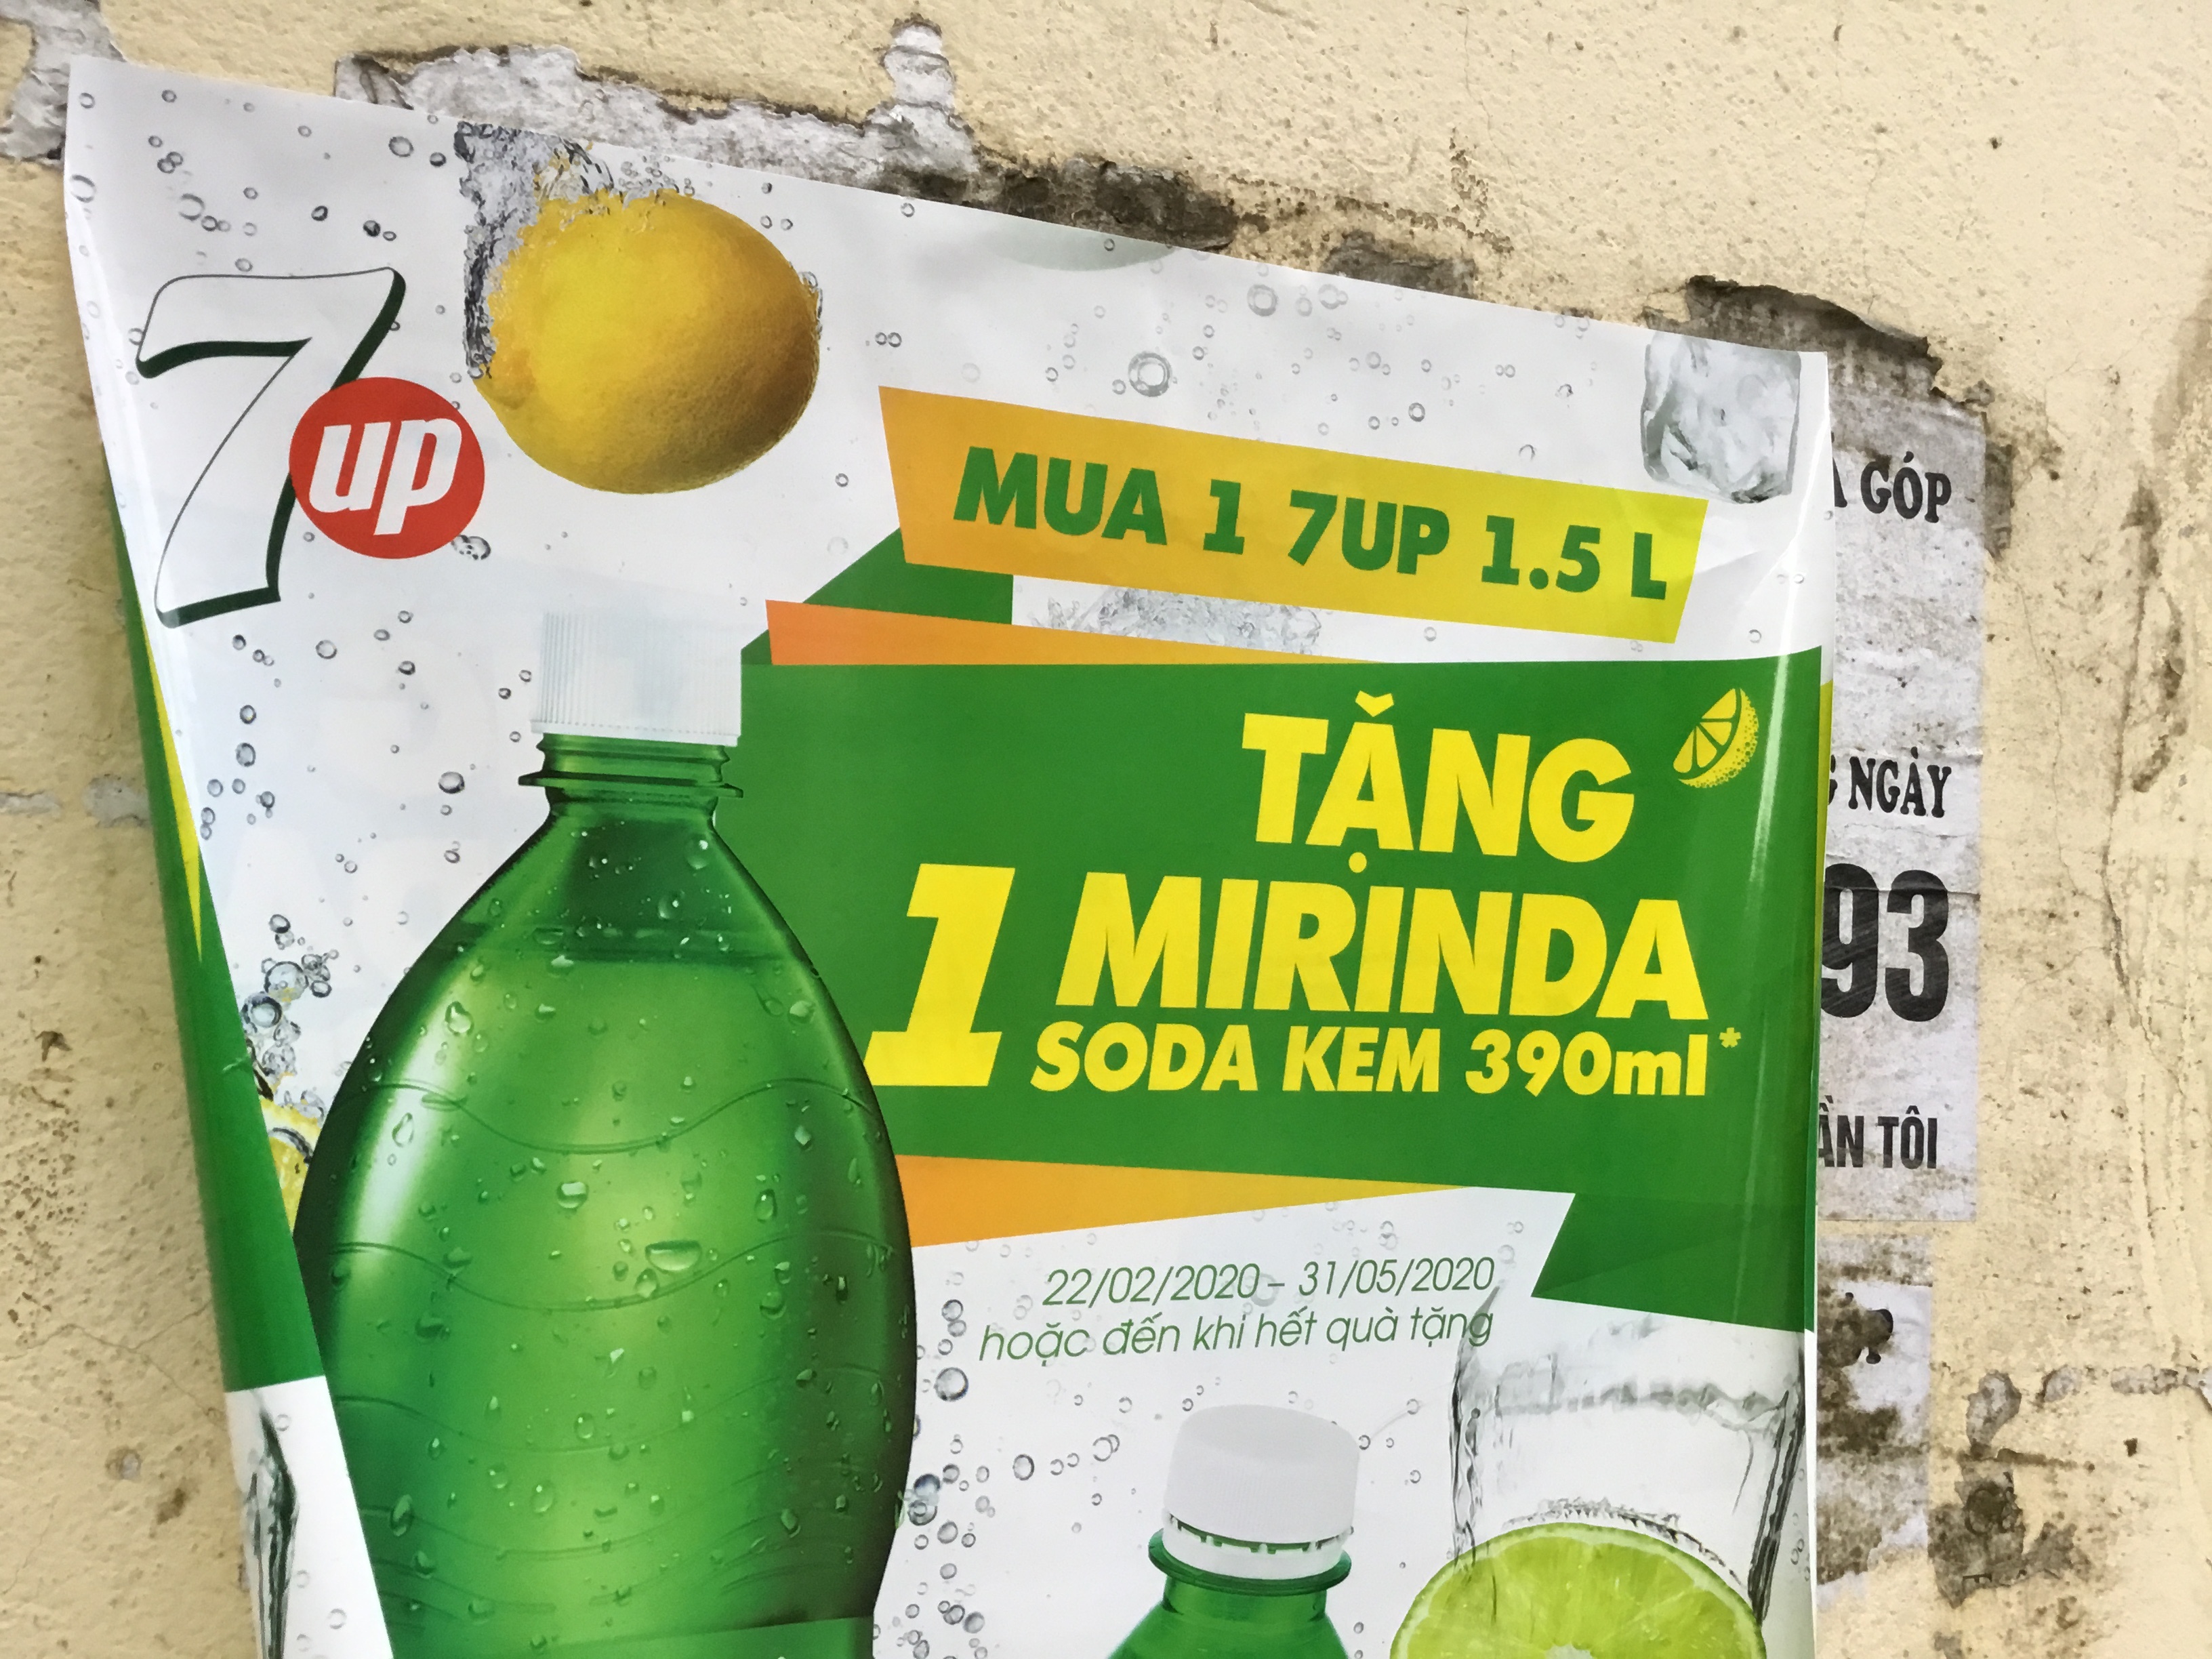 7up
MUA 1 7UP 1.5 L
TẶNG
1 MIRINDA
SODA KEM 390ml*
22/02/2020 – 31/05/2020
hoặc đến khi hết quà tặng
GÓP
NGÀY
93
TÔI